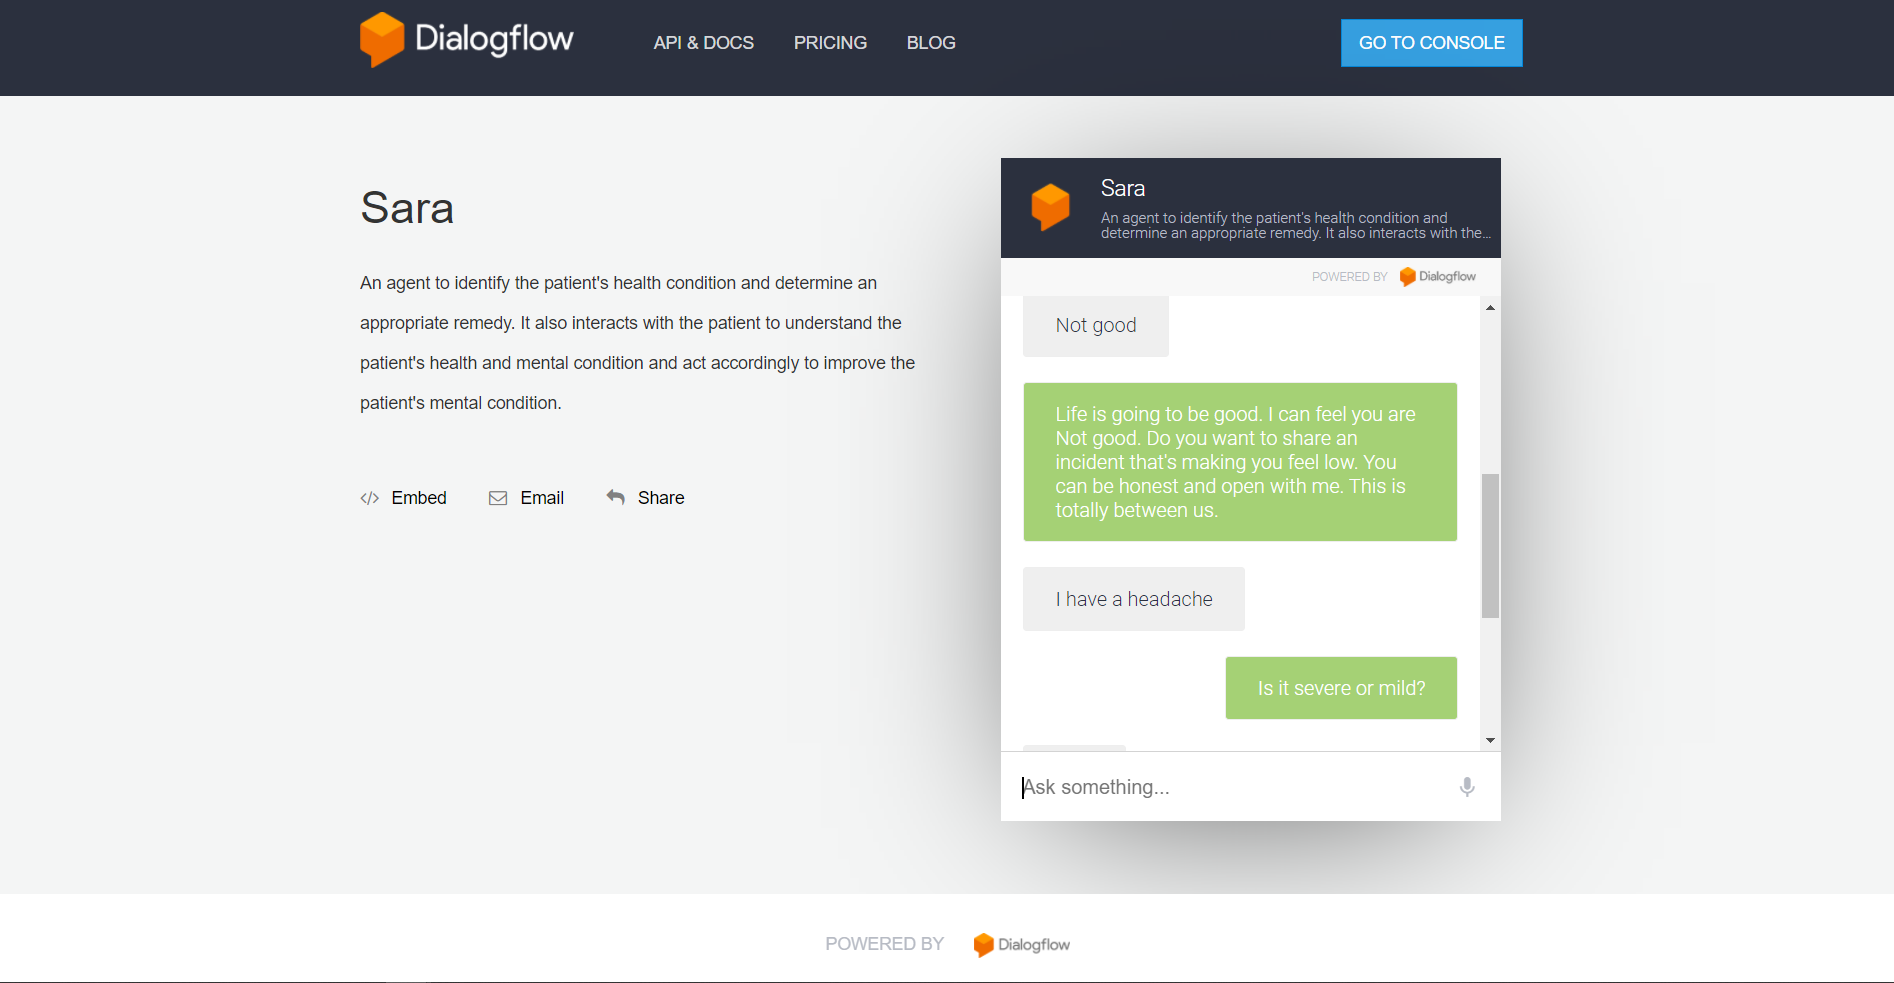 Dialogflow
API & DOCS
PRICING
BLOG
GO TO CONSOLE
Sara
An agent to identify the patient's health condition and determine an
appropriate remedy. It also interacts with the patient to understand the
patient's health and mental condition and act accordingly to improve the
patient's mental condition.
Embed
Email
Share
Sara
An agent to identify the patient's health condition and
determine an appropriate remedy. It also interacts with the...
POWERED BY Dialogflow
Not good
Life is going to be good. I can feel you are
Not good. Do you want to share an
incident that's making you feel low. You
can be honest and open with me. This is
totally between us.
I have a headache
Is it severe or mild?
Ask something...
POWERED BY Dialogflow